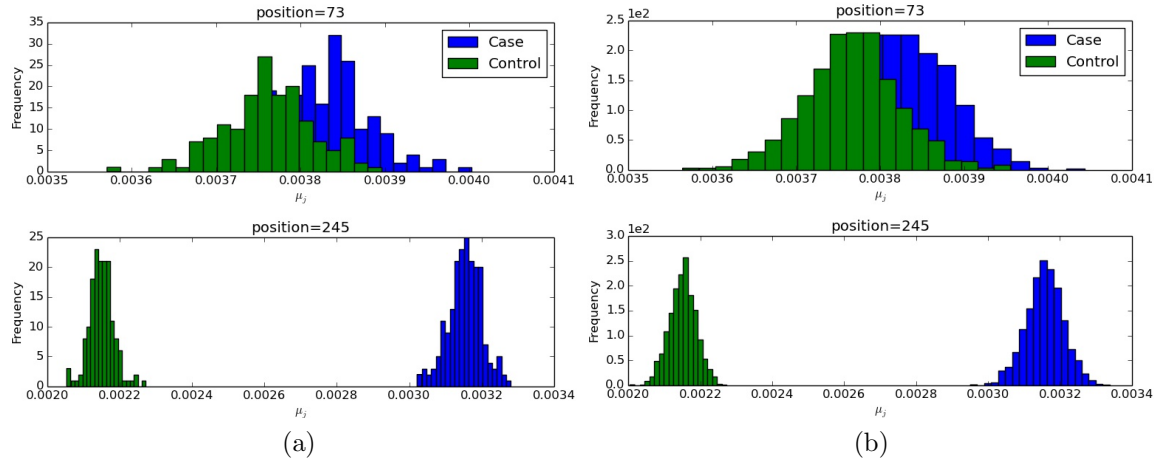 position=73
35
30
25
20
15
10
5
0
Frequency
Case
Control
0.0035 0.0036 0.0037 0.0038 0.0039 0.0040 0.0041
μj
position=245
25
20
15
10
5
0
Frequency
0.0020 0.0022 0.0024 0.0026 0.0028 0.0030 0.0032 0.0034
μj
(a)
position=73
2.5 1e2
2.0
1.5
1.0
0.5
0.0
Frequency
Case
Control
0.0035 0.0036 0.0037 0.0038 0.0039 0.0040 0.0041
μj
position=245
3.0 1e2
2.5
2.0
1.5
1.0
0.5
0.0
Frequency
0.0020 0.0022 0.0024 0.0026 0.0028 0.0030 0.0032 0.0034
μj
(b)